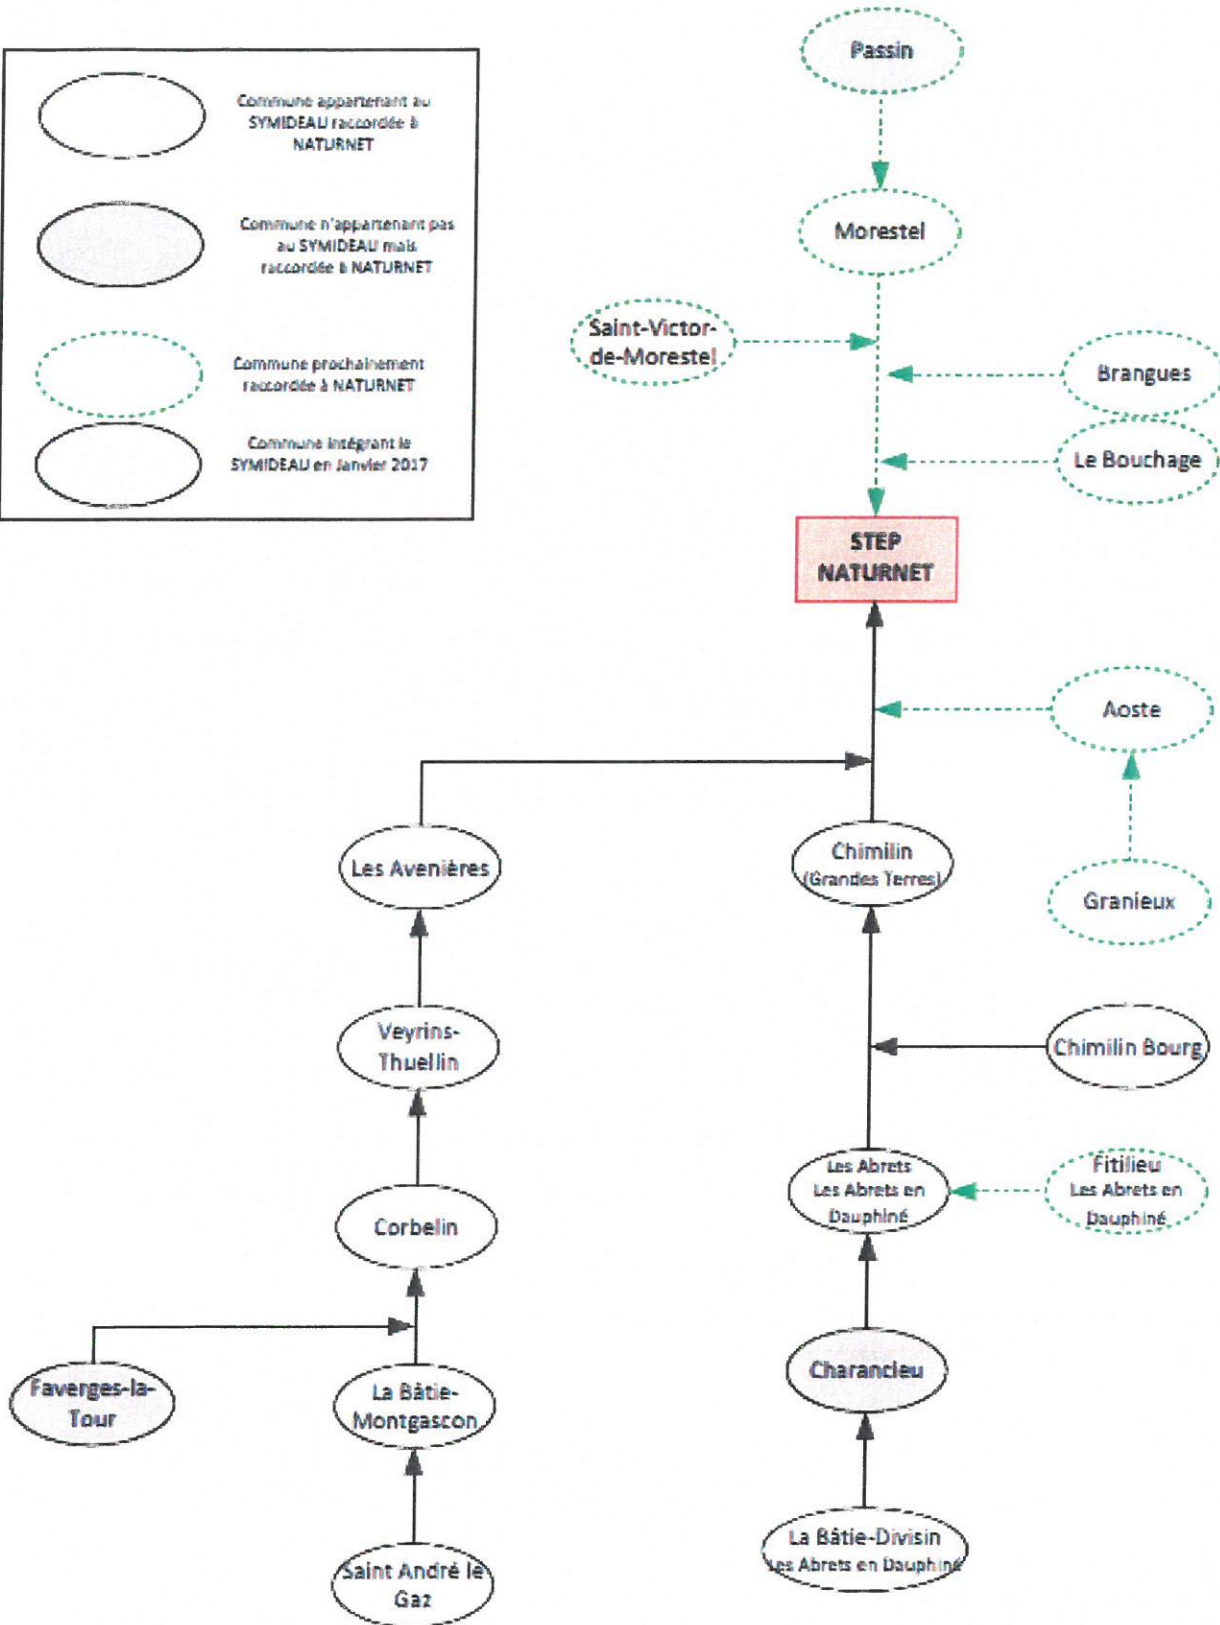 Commune appartenant au
SYMIDEAU raccordée à
NATURNET
Commune n'appartenant pas
au SYMIDEAU mais
raccordée à NATURNET
Commune prochainement
raccordée à NATURNET
Commune intégrant le
SYMIDEAU en Janvier 2017
Passin
Morestel
Saint-Victor-
de-Morestel
Brangues
Le Bouchage
STEP
NATURNET
Aoste
Granieux
Les Avenières
Chimilin
(Grandes Terres)
Veyrins-
Thuellin
Chimilin Bourg
Les Abrets
Les Abrets en
Dauphiné
Fitilieu
Les Abrets en
Dauphiné
Corbelin
Faverges-la-
Tour
La Bâtie-
Montgascon
Charancieu
Saint André le
Gaz
La Bâtie-Divisin
Les Abrets en Dauphiné